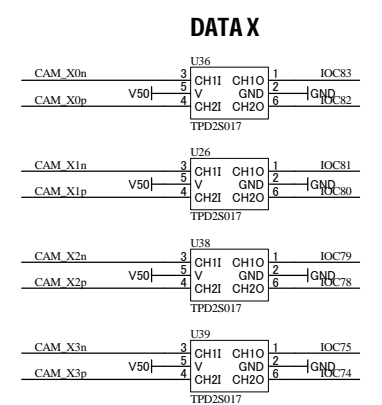 DATA X
U36
CAM_X0n 3 CH1I CH1O 1 IOC83
V50 5 V GND 2 GND
CAM_X0p 4 CH2I CH2O 6 IOC82
TPD2S017
U26
CAM_X1n 3 CH1I CH1O 1 IOC81
V50 5 V GND 2 GND
CAM_X1p 4 CH2I CH2O 6 IOC80
TPD2S017
U38
CAM_X2n 3 CH1I CH1O 1 IOC79
V50 5 V GND 2 GND
CAM_X2p 4 CH2I CH2O 6 IOC78
TPD2S017
U39
CAM_X3n 3 CH1I CH1O 1 IOC75
V50 5 V GND 2 GND
CAM_X3p 4 CH2I CH2O 6 IOC74
TPD2S017